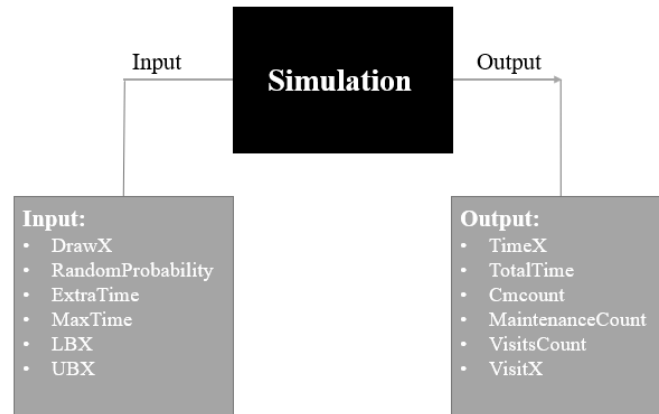 Input
Simulation
Output
Input:
• DrawX
• RandomProbability
• ExtraTime
• MaxTime
• LBX
• UBX
Output:
• TimeX
• TotalTime
• Cmcount
• MaintenanceCount
• VisitsCount
• VisitX